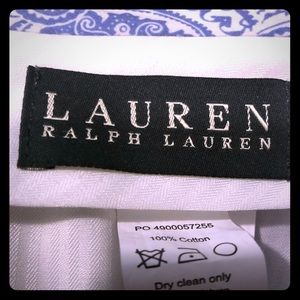 LAUREN
RALPH LAUREN
PO 4900057255
100% Cotton
Dry clean only